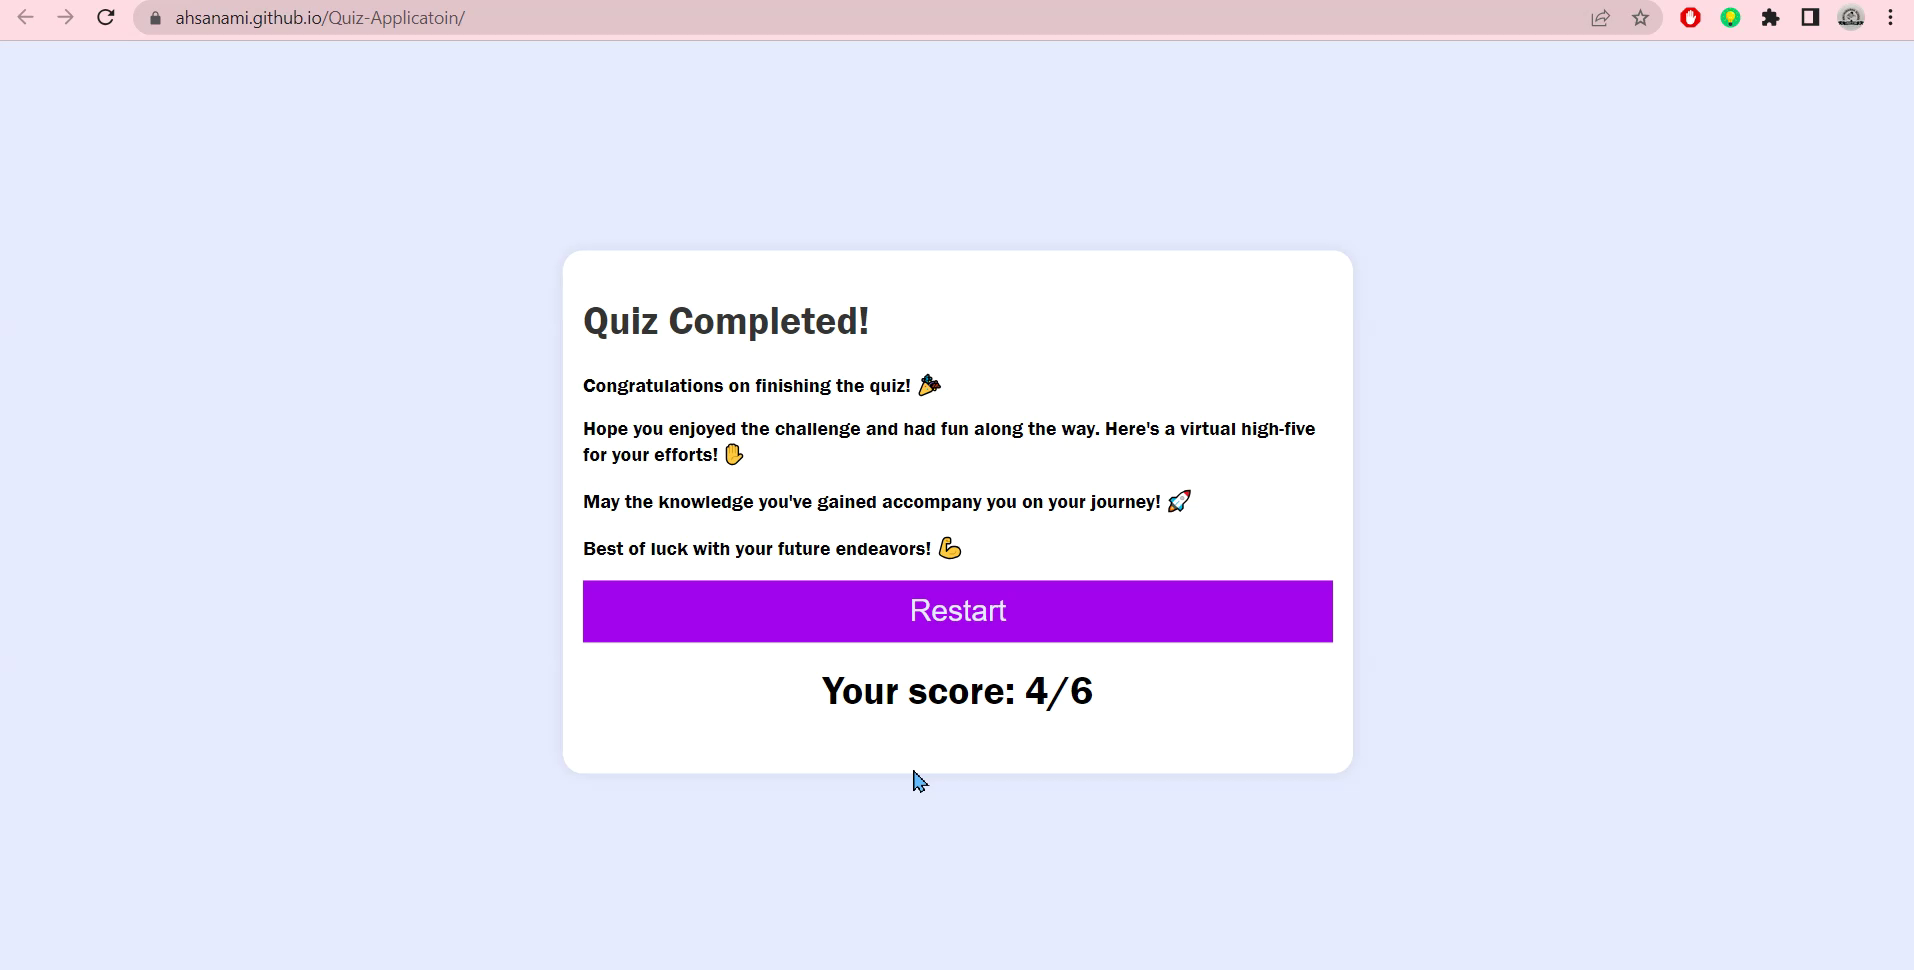 ahsanami.github.io/Quiz-Applicatoin/
Quiz Completed!
Congratulations on finishing the quiz! 🎉
Hope you enjoyed the challenge and had fun along the way. Here's a virtual high-five
for your efforts! ✋
May the knowledge you've gained accompany you on your journey! 🚀
Best of luck with your future endeavors! 💪
Restart
Your score: 4/6